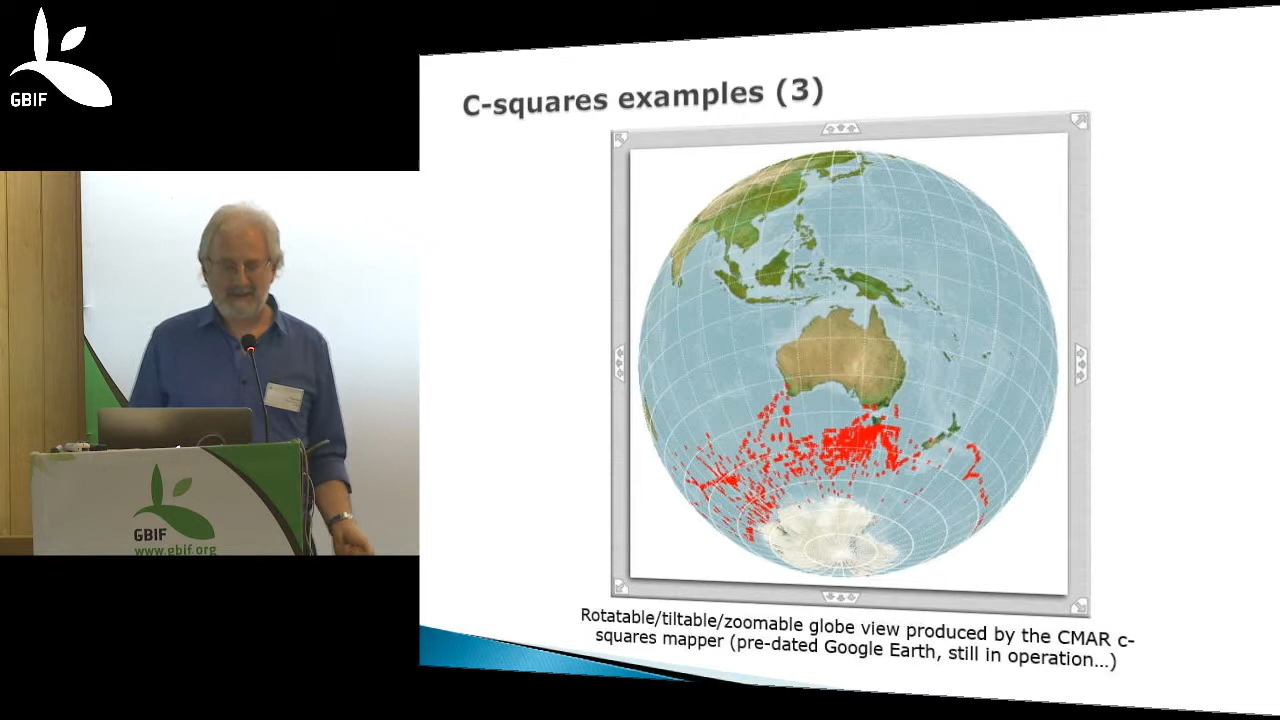 GBIF
C-squares examples (3)
Rotatable/tiltable/zoomable globe view produced by the CMAR c-
squares mapper (pre-dated Google Earth, still in operation…)
GBIF
www.gbif.org